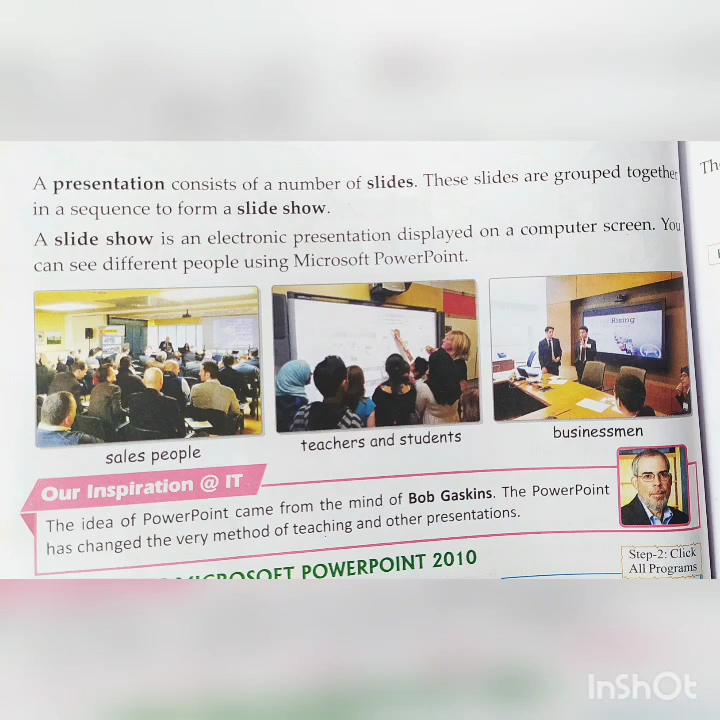 A presentation consists of a number of slides. These slides are grouped together
in a sequence to form a slide show.
A slide show is an electronic presentation displayed on a computer screen. You
can see different people using Microsoft PowerPoint.
Rising
sales people
teachers and students
businessmen
Our Inspiration @ IT
The idea of PowerPoint came from the mind of Bob Gaskins. The PowerPoint
has changed the very method of teaching and other presentations.
MICROSOFT POWERPOINT 2010
Step-2: Click
All Programs
InShOt